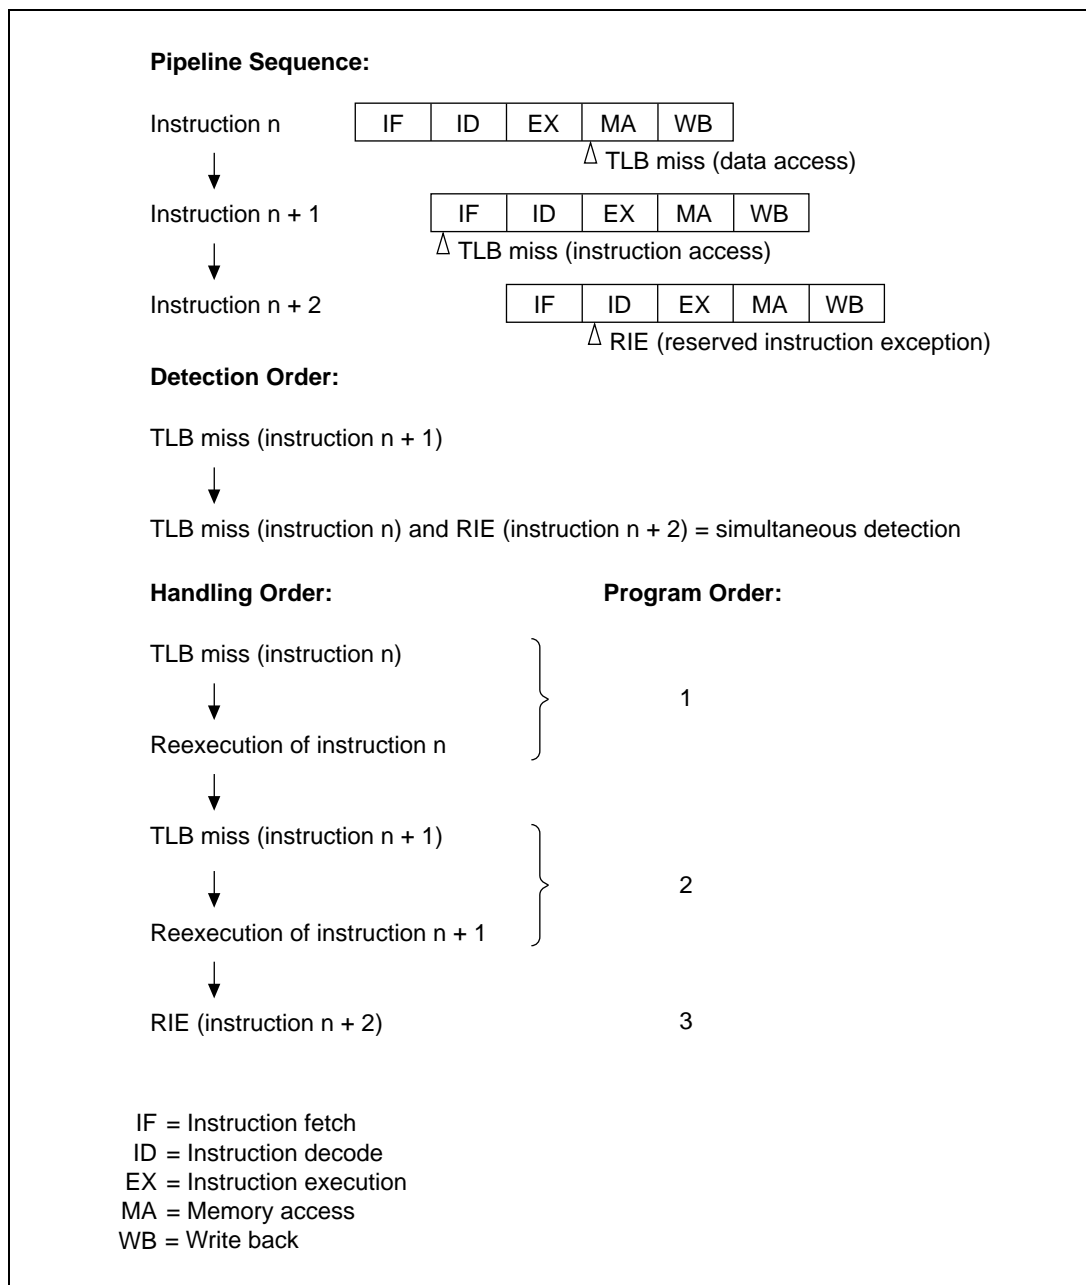 Pipeline Sequence:
Instruction n IF ID EX MA WB
TLB miss (data access)
Instruction n + 1 IF ID EX MA WB
TLB miss (instruction access)
Instruction n + 2 IF ID EX MA WB
RIE (reserved instruction exception)
Detection Order:
TLB miss (instruction n + 1)
TLB miss (instruction n) and RIE (instruction n + 2) = simultaneous detection
Handling Order: Program Order:
TLB miss (instruction n)
1
Reexecution of instruction n
TLB miss (instruction n + 1)
2
Reexecution of instruction n + 1
RIE (instruction n + 2) 3
IF = Instruction fetch
ID = Instruction decode
EX = Instruction execution
MA = Memory access
WB = Write back